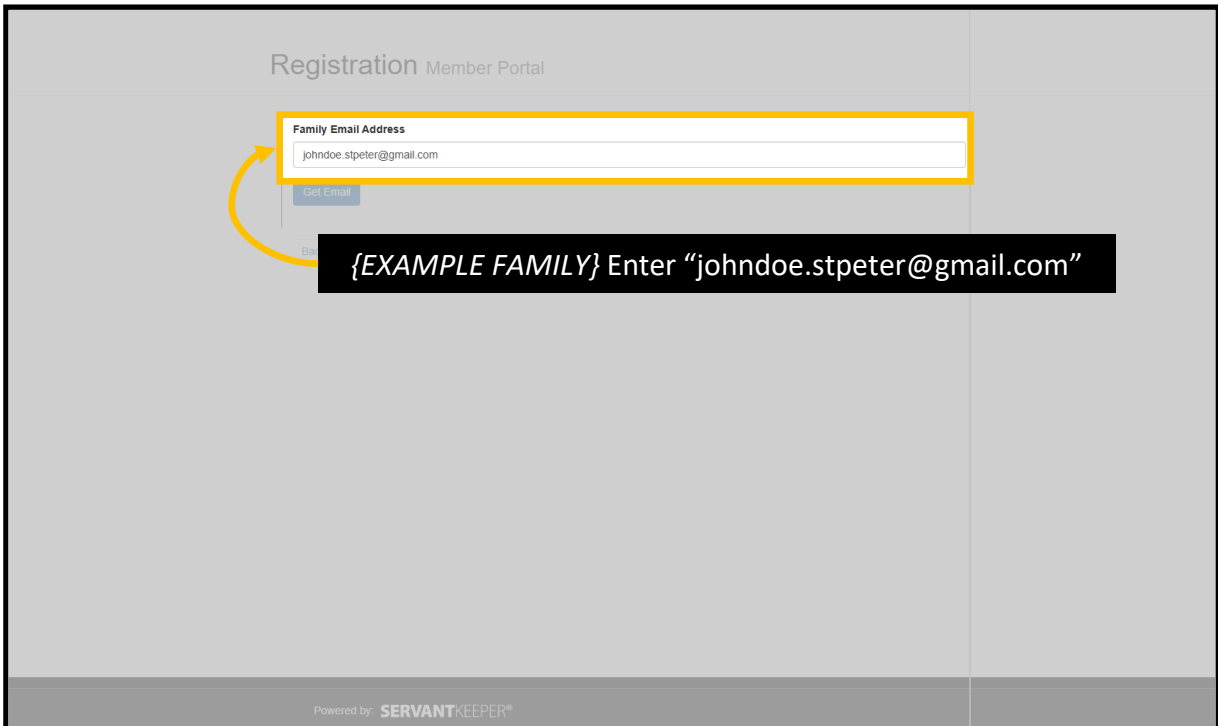 Registration Member Portal
Family Email Address
johndoe.stpeter@gmail.com
Get Email
{EXAMPLE FAMILY} Enter “johndoe.stpeter@gmail.com”
Powered by: SERVANTKEEPER®